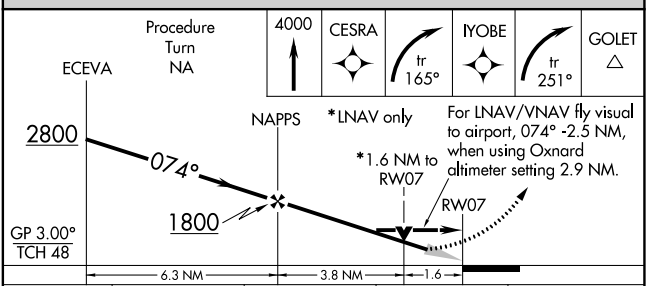 Procedure
Turn
NA
4000
CESRA
tr
165°
IYOBE
tr
251°
GOLET
ECEVA
2800
074°
NAPPS
1800
*LNAV only
*1.6 NM to
RW07
For LNAV/VNAV fly visual
to airport, 074° -2.5 NM,
when using Oxnard
altimeter setting 2.9 NM.
RW07
GP 3.00°
TCH 48
6.3 NM
3.8 NM
1.6